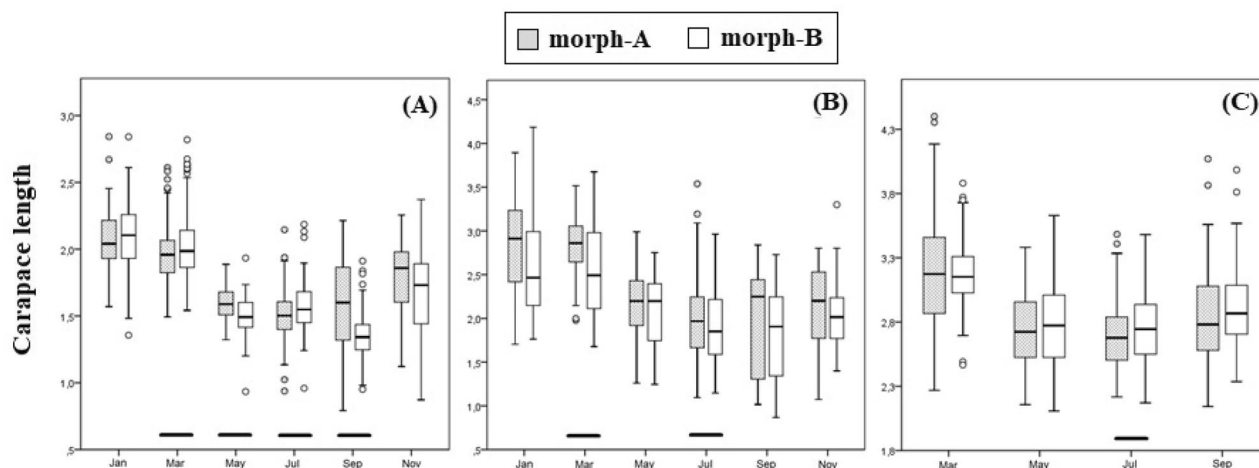 morph-A morph-B
Carapace length
(A)
3,0
2,5
2,0
1,5
1,0
,5
Jan Mar May Jul Sep Nov
(B)
4,5
4,0
3,5
3,0
2,5
2,0
1,5
1,0
,5
Jan Mar May Jul Sep Nov
(C)
4,3
3,8
3,3
2,8
2,3
1,8
Mar May Jul Sep